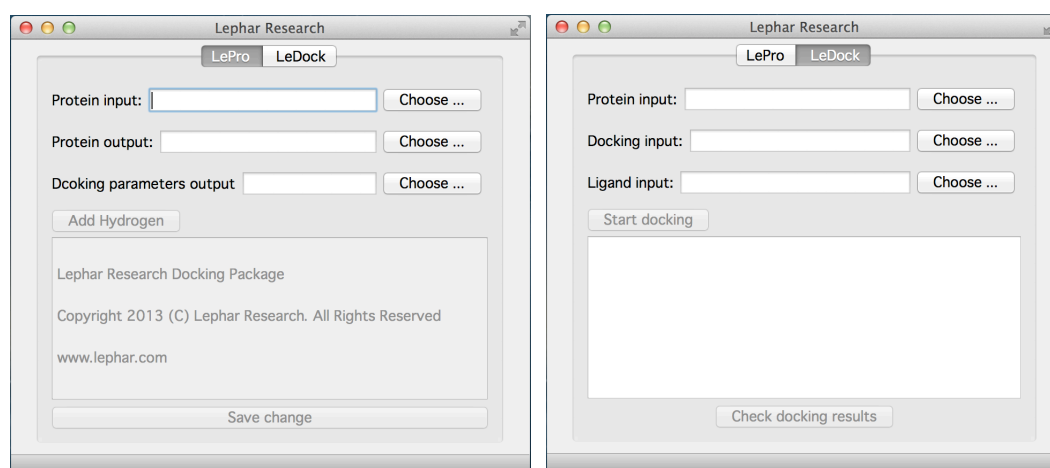 Lephar Research
LePro LeDock
Protein input: Choose ...
Protein output: Choose ...
Dcoking parameters output Choose ...
Add Hydrogen
Lephar Research Docking Package
Copyright 2013 (C) Lephar Research. All Rights Reserved
www.lephar.com
Save change
Lephar Research
LePro LeDock
Protein input: Choose ...
Docking input: Choose ...
Ligand input: Choose ...
Start docking
Check docking results